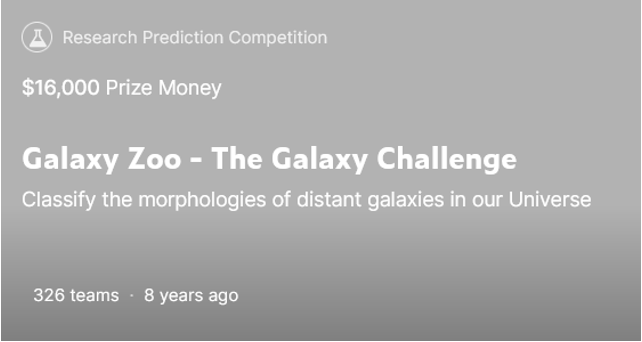 Research Prediction Competition
$16,000 Prize Money
Galaxy Zoo - The Galaxy Challenge
Classify the morphologies of distant galaxies in our Universe
326 teams · 8 years ago